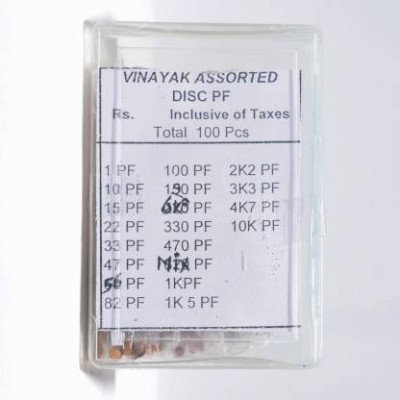 VINAYAK ASSORTED
DISC PF
Rs. Inclusive of Taxes
Total 100 Pcs
1 PF 100 PF 2K2 PF
10 PF PF 3K3 PF
15 PF PF 4K7 PF
22 PF 330 PF 10K PF
33 PF 470 PF
47 PF Mix PF
56 PF 1KPF
82 PF 1K 5 PF